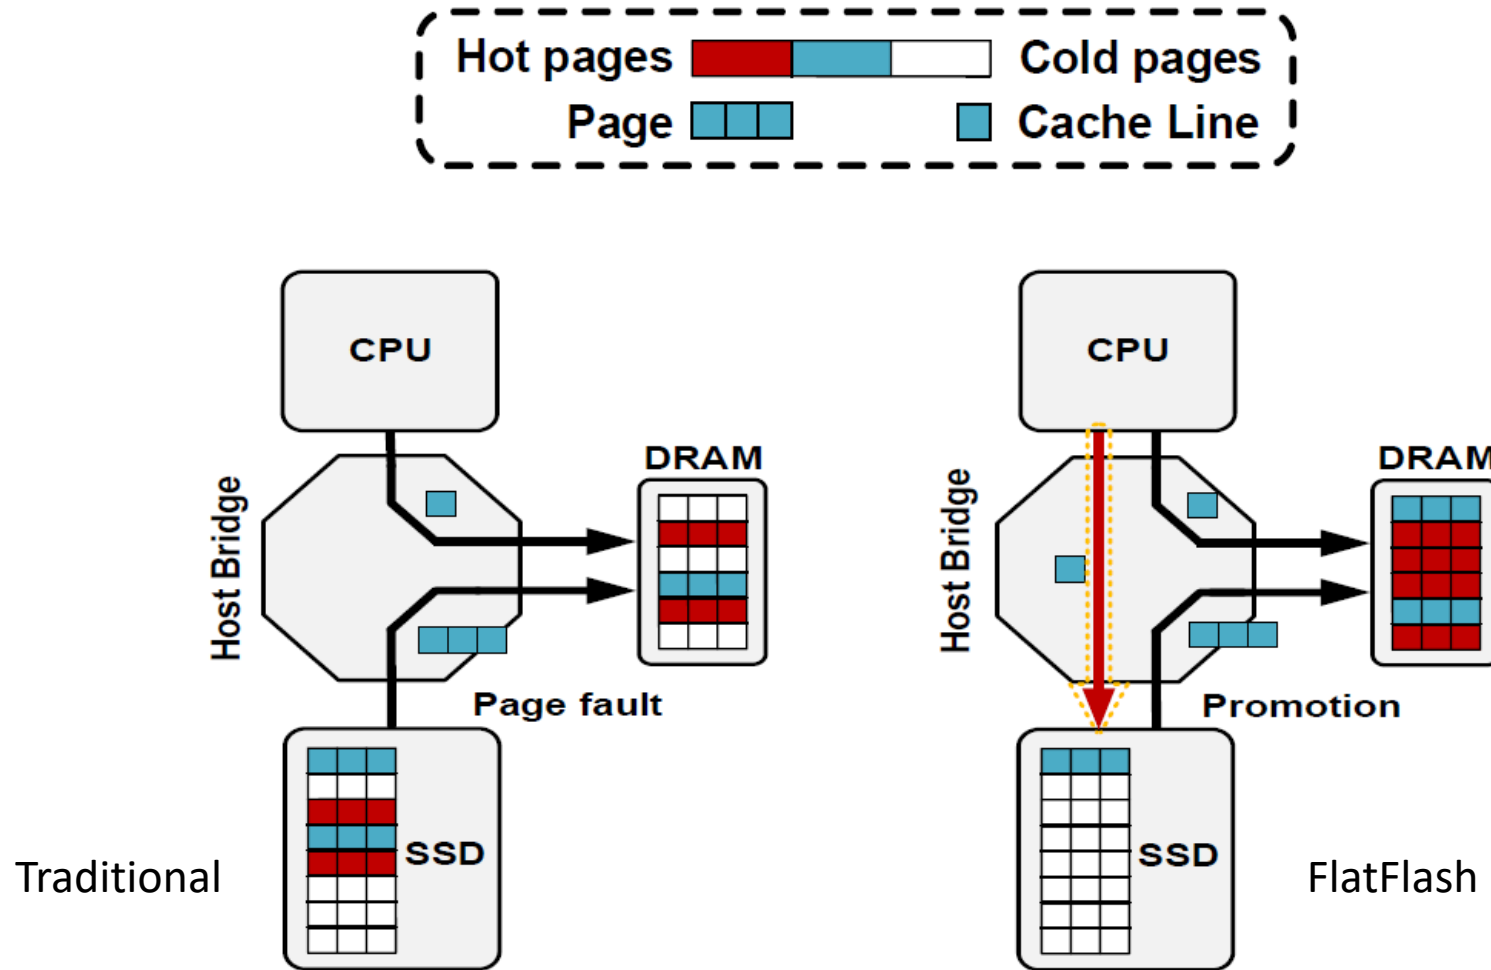 Hot pages Cold pages
Page Cache Line
CPU
DRAM
Host Bridge
Page fault
SSD
Traditional
CPU
DRAM
Host Bridge
Promotion
SSD
FlatFlash